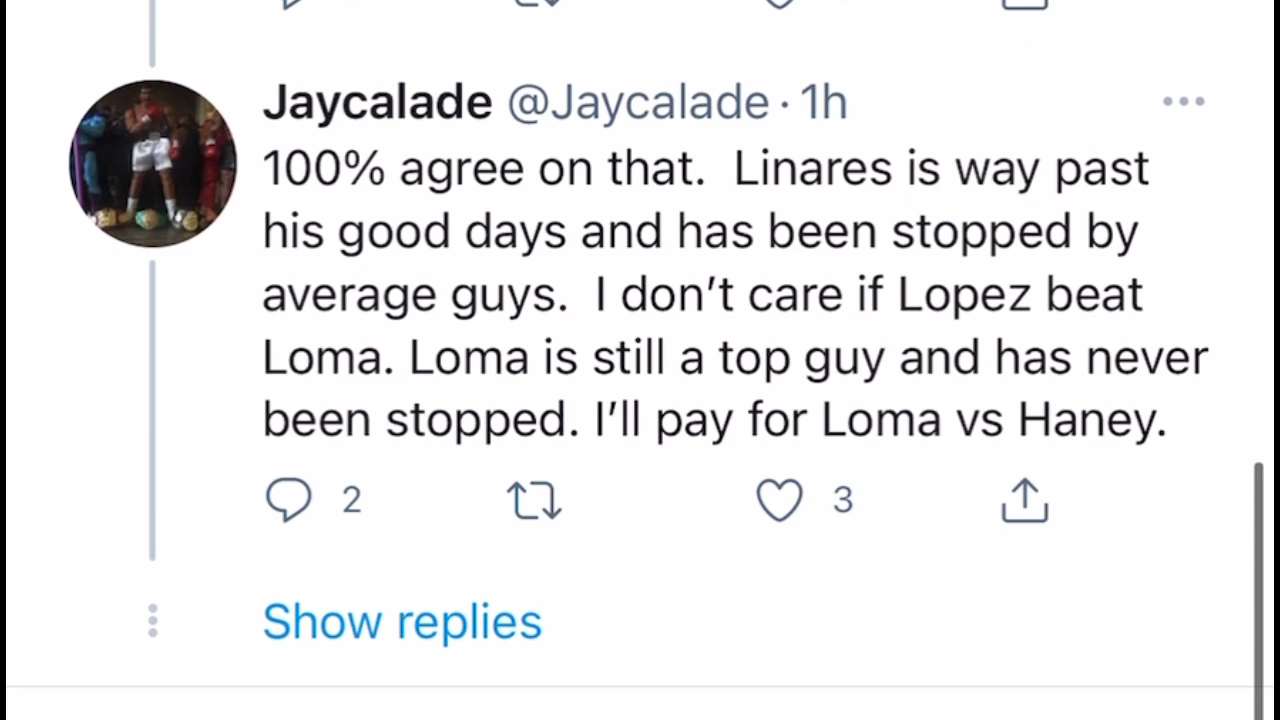 Jaycalade @Jaycalade · 1h
100% agree on that.  Linares is way past
his good days and has been stopped by
average guys.  I don’t care if Lopez beat
Loma. Loma is still a top guy and has never
been stopped. I’ll pay for Loma vs Haney.
2 3
Show replies